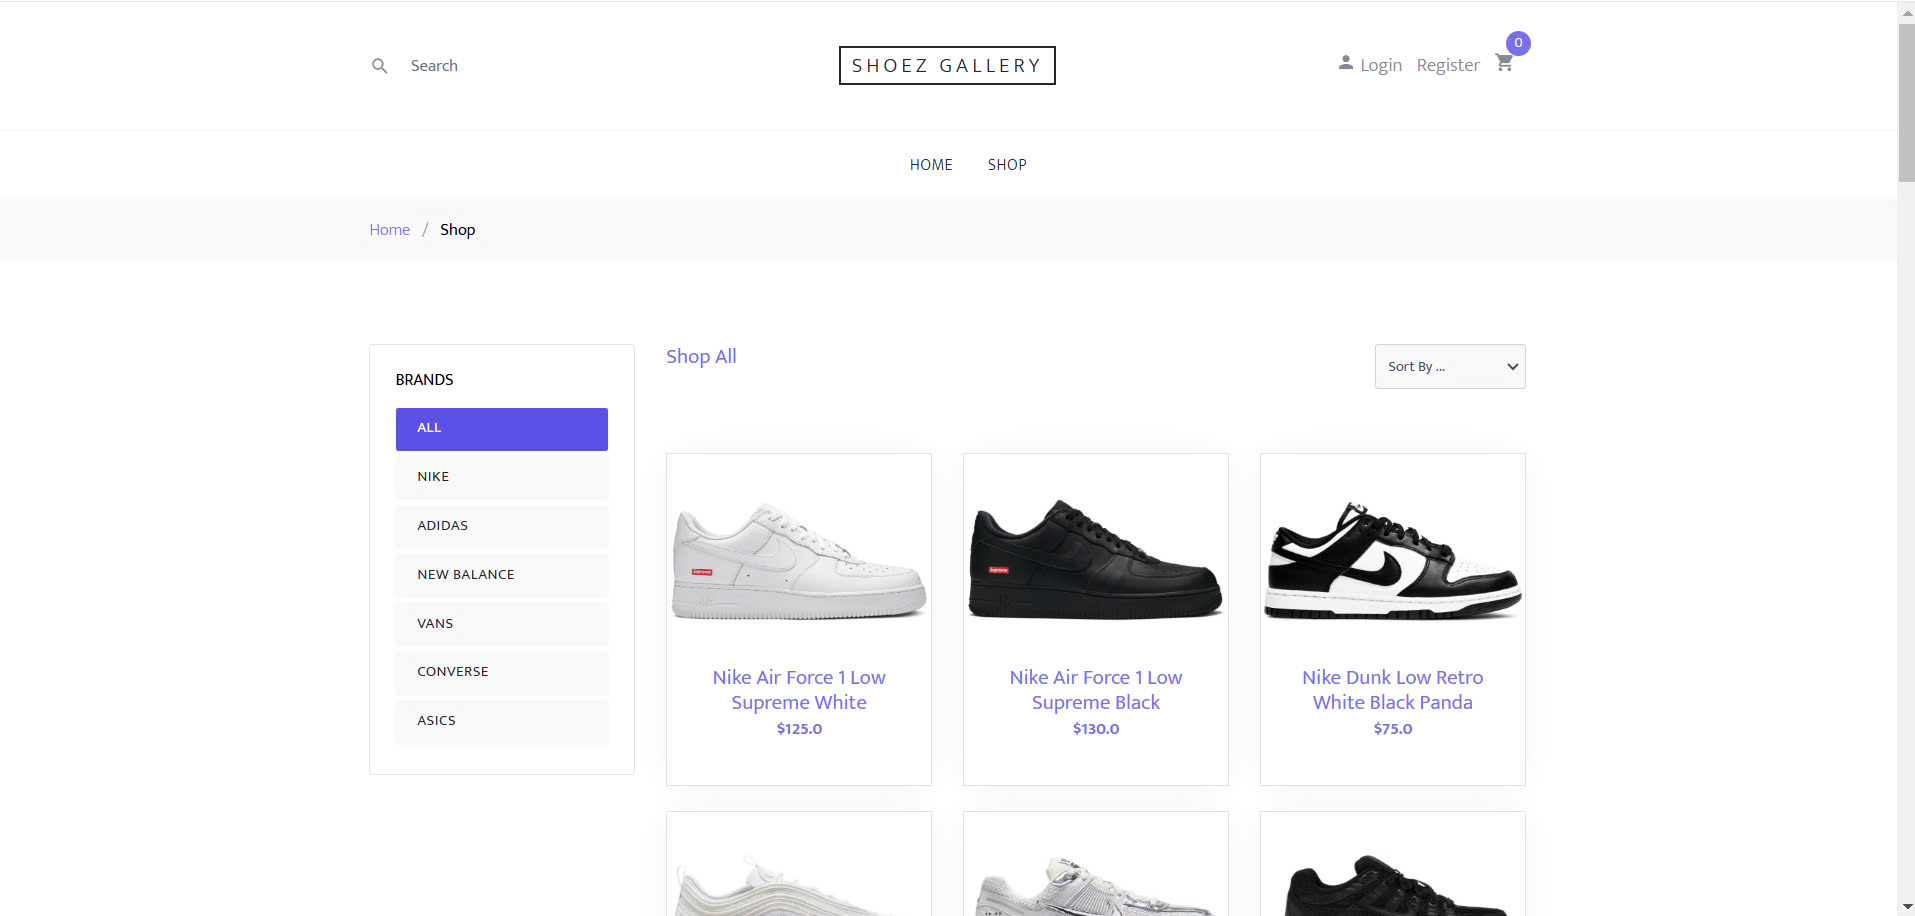 Search
SHOEZ GALLERY
Login Register
0
HOME SHOP
Home / Shop
BRANDS
ALL
NIKE
ADIDAS
NEW BALANCE
VANS
CONVERSE
ASICS
Shop All
Sort By ...
Supreme
Nike Air Force 1 Low
Supreme White
$125.0
Supreme
Nike Air Force 1 Low
Supreme Black
$130.0
Nike Dunk Low Retro
White Black Panda
$75.0